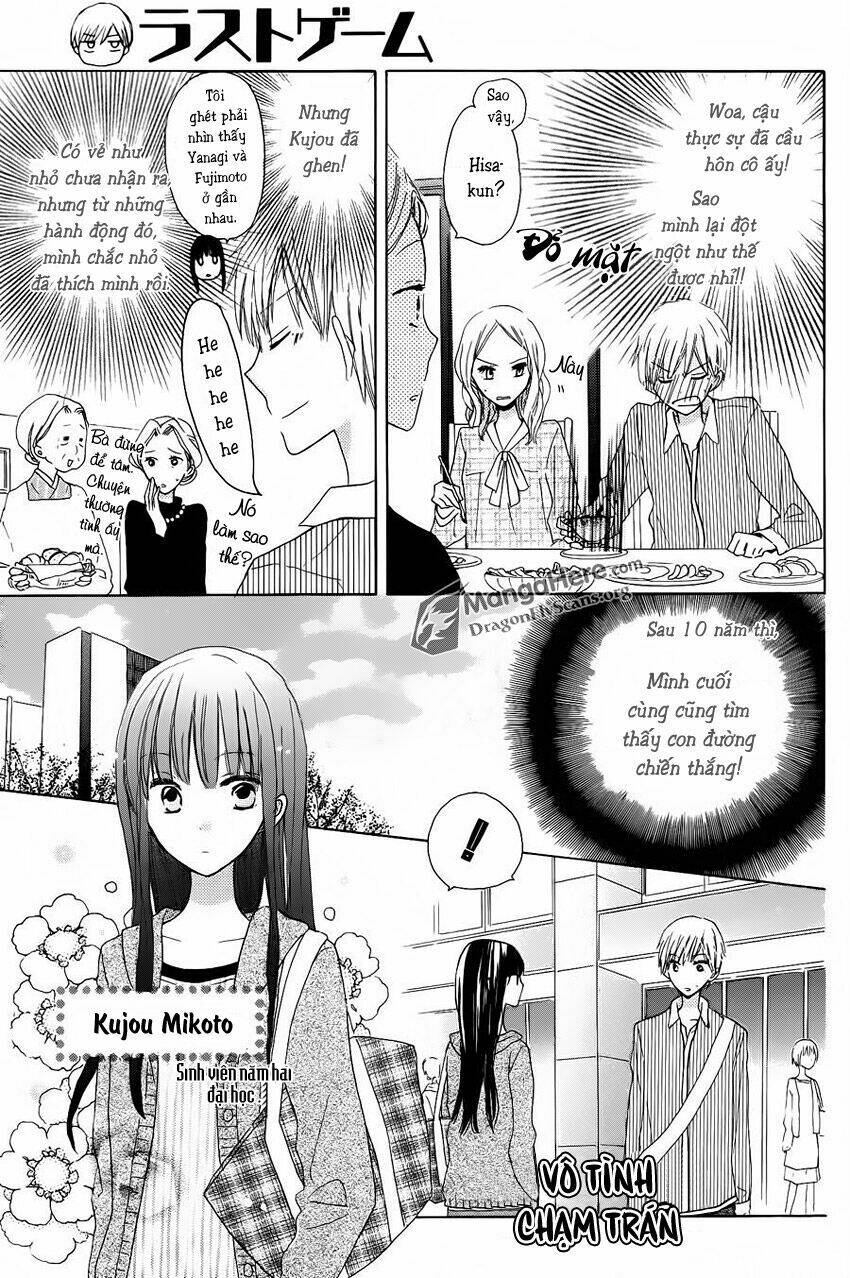 ラストゲーム
Woa, cậu
thực sự đã cầu
hôn cô ấy!
Sao
mình lại đột
ngột như thế
được nhỉ!!
Sao
vậy,
Hisa-
kun?
Đỏ mặt
Này
Nhưng
Kujou đã
ghen!
Tôi
ghét phải
nhìn thấy
Yanagi và
Fujimoto
ở gần
nhau.
Có vẻ như
nhỏ chưa nhận ra,
nhưng từ những
hành động đó,
mình chắc nhỏ
đã thích mình rồi.
He
he
he
he
he
Nó
làm sao
thế?
Bà đừng
để tâm.
Chuyện
thường
tình ấy
mà.
MangaHere.com
DragonFNScans.org
Sau 10 năm thì,
Mình cuối
cùng cũng tìm
thấy con đường
chiến thắng!
!
Kujou Mikoto
Sinh viên năm hai
đại học
VÔ TÌNH
CHẠM TRÁN